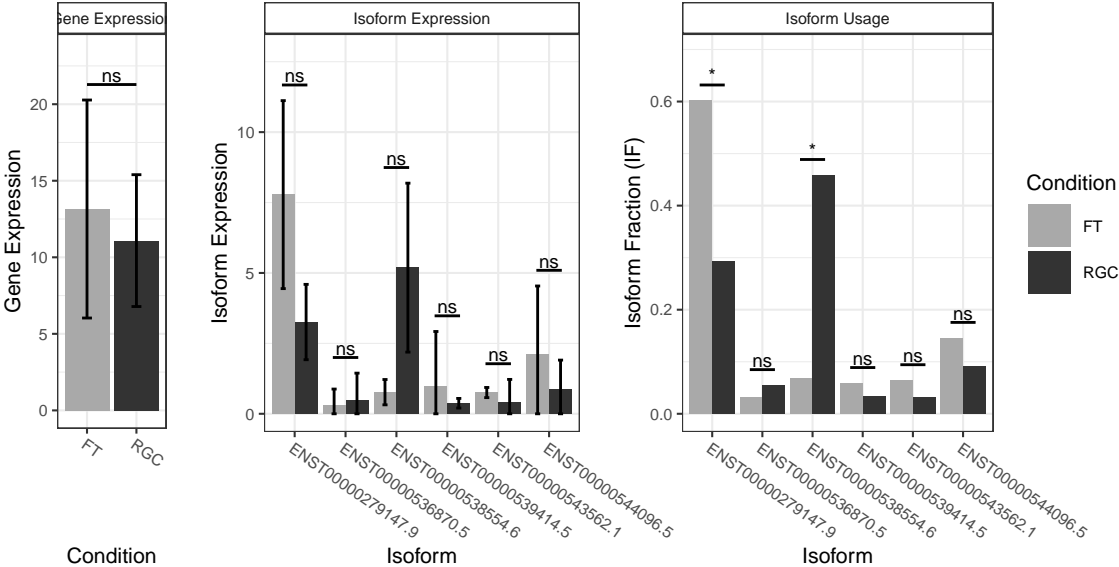 Gene Expression
Isoform Expression
Isoform Usage
Gene Expression
20
15
10
5
0
ns
FT
RGC
Condition
Isoform Expression
10
5
0
ns
ns
ns
ns
ns
ns
ENST00000279147.9
ENST00000536870.5
ENST00000538554.6
ENST00000539414.5
ENST00000543562.1
ENST00000544096.5
Isoform
Isoform Fraction (IF)
0.6
0.4
0.2
0.0
*
ns
*
ns
ns
ns
ENST00000279147.9
ENST00000536870.5
ENST00000538554.6
ENST00000539414.5
ENST00000543562.1
ENST00000544096.5
Isoform
Condition
FT
RGC